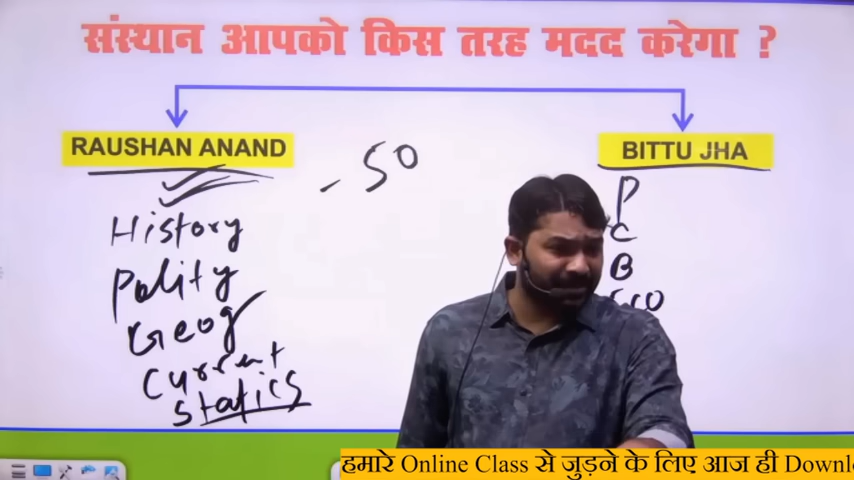 संस्थान आपको किस तरह मदद करेगा ?
RAUSHAN ANAND
- 50
History
Polity
Geog
Current
Statics
BITTU JHA
P
C
B
Eco
हमारे Online Class से जुड़ने के लिए आज ही Downlo